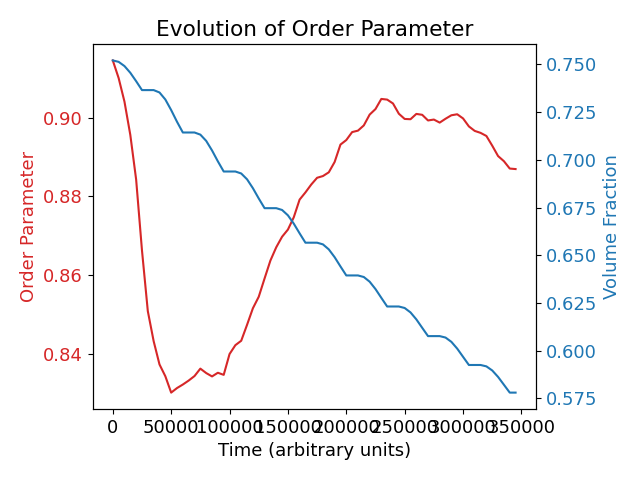 Evolution of Order Parameter
Order Parameter
0.90
0.88
0.86
0.84
0.750
0.725
0.700
0.675
0.650
0.625
0.600
0.575
Volume Fraction
0 50000 100000 150000 200000 250000 300000 350000
Time (arbitrary units)